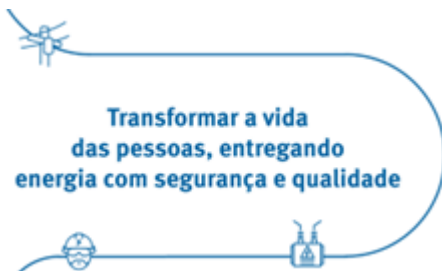 Transformar a vida
das pessoas, entregando
energia com segurança e qualidade